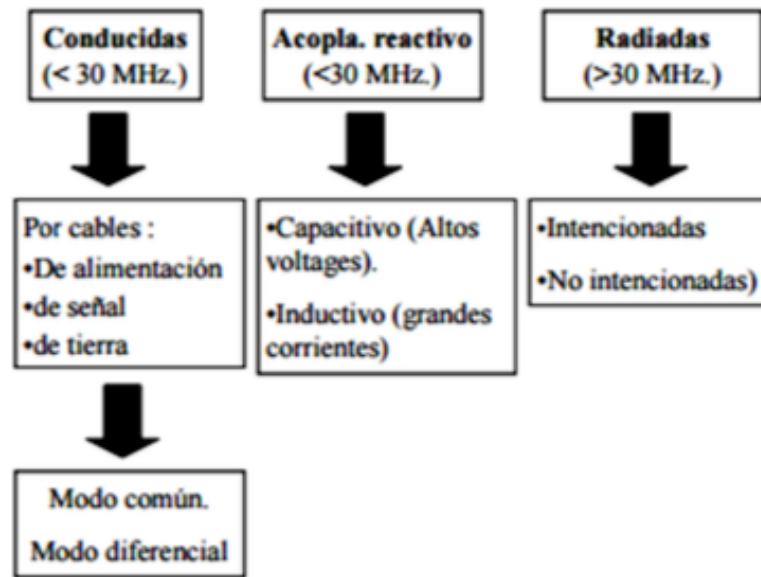 Conducidas
(< 30 MHz.)
Acopla. reactivo
(<30 MHz.)
Radiadas
(>30 MHz.)
Por cables :
•De alimentación
•de señal
•de tierra
•Capacitivo (Altos
voltages).
•Inductivo (grandes
corrientes)
•Intencionadas
•No intencionadas)
Modo común.
Modo diferencial